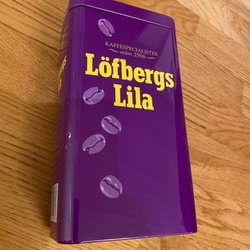 KAFFESPECIALISTER
sedan 1906
Löfbergs
Lila